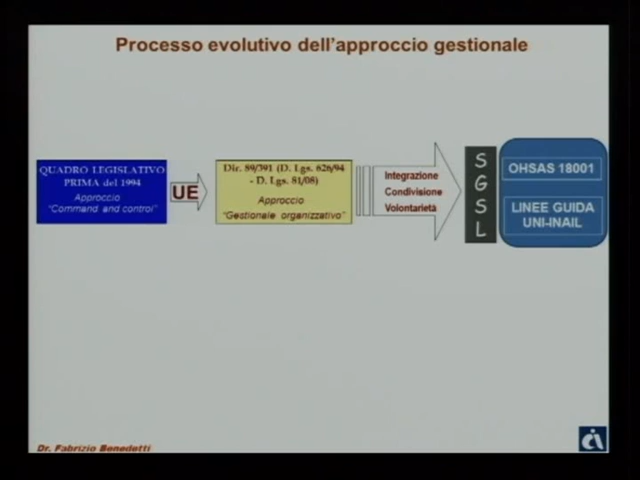 Processo evolutivo dell'approccio gestionale
QUADRO LEGISLATIVO
PRIMA del 1994
Approccio
"Command and control"
UE
Dir. 89/391 (D. Lgs. 626/94
- D. Lgs. 81/08)
Approccio
"Gestionale organizzativo"
Integrazione
Condivisione
Volontarietà
S
G
S
L
OHSAS 18001
LINEE GUIDA
UNI-INAIL
Dr. Fabrizio Benedetti